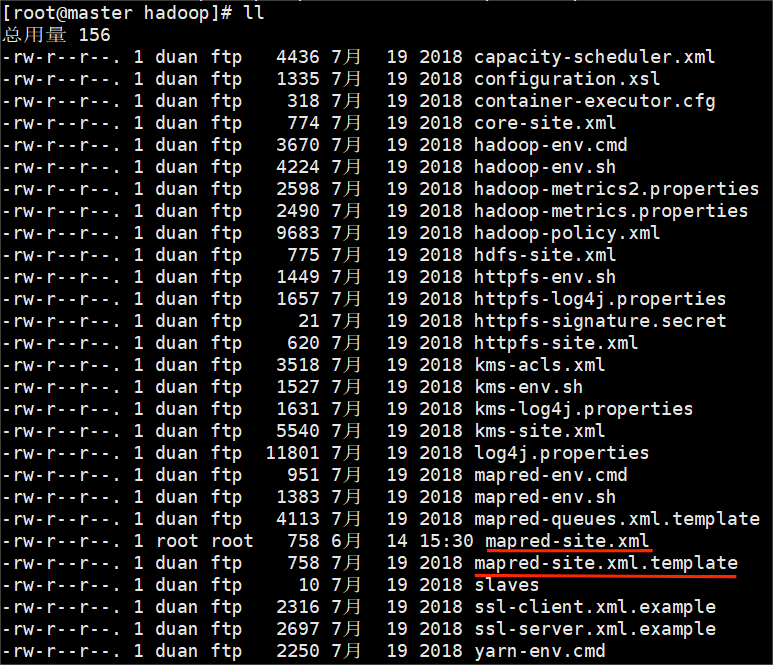 [root@master hadoop]# ll
总用量 156
-rw-r--r--. 1 duan ftp   4436 7月  19 2018 capacity-scheduler.xml
-rw-r--r--. 1 duan ftp   1335 7月  19 2018 configuration.xsl
-rw-r--r--. 1 duan ftp    318 7月  19 2018 container-executor.cfg
-rw-r--r--. 1 duan ftp    774 7月  19 2018 core-site.xml
-rw-r--r--. 1 duan ftp   3670 7月  19 2018 hadoop-env.cmd
-rw-r--r--. 1 duan ftp   4224 7月  19 2018 hadoop-env.sh
-rw-r--r--. 1 duan ftp   2598 7月  19 2018 hadoop-metrics2.properties
-rw-r--r--. 1 duan ftp   2490 7月  19 2018 hadoop-metrics.properties
-rw-r--r--. 1 duan ftp   9683 7月  19 2018 hadoop-policy.xml
-rw-r--r--. 1 duan ftp    775 7月  19 2018 hdfs-site.xml
-rw-r--r--. 1 duan ftp   1449 7月  19 2018 httpfs-env.sh
-rw-r--r--. 1 duan ftp   1657 7月  19 2018 httpfs-log4j.properties
-rw-r--r--. 1 duan ftp     21 7月  19 2018 httpfs-signature.secret
-rw-r--r--. 1 duan ftp    620 7月  19 2018 httpfs-site.xml
-rw-r--r--. 1 duan ftp   3518 7月  19 2018 kms-acls.xml
-rw-r--r--. 1 duan ftp   1527 7月  19 2018 kms-env.sh
-rw-r--r--. 1 duan ftp   1631 7月  19 2018 kms-log4j.properties
-rw-r--r--. 1 duan ftp   5540 7月  19 2018 kms-site.xml
-rw-r--r--. 1 duan ftp  11801 7月  19 2018 log4j.properties
-rw-r--r--. 1 duan ftp    951 7月  19 2018 mapred-env.cmd
-rw-r--r--. 1 duan ftp   1383 7月  19 2018 mapred-env.sh
-rw-r--r--. 1 duan ftp   4113 7月  19 2018 mapred-queues.xml.template
-rw-r--r--. 1 root root   758 6月  14 15:30 mapred-site.xml
-rw-r--r--. 1 duan ftp    758 7月  19 2018 mapred-site.xml.template
-rw-r--r--. 1 duan ftp     10 7月  19 2018 slaves
-rw-r--r--. 1 duan ftp   2316 7月  19 2018 ssl-client.xml.example
-rw-r--r--. 1 duan ftp   2697 7月  19 2018 ssl-server.xml.example
-rw-r--r--. 1 duan ftp   2250 7月  19 2018 yarn-env.cmd